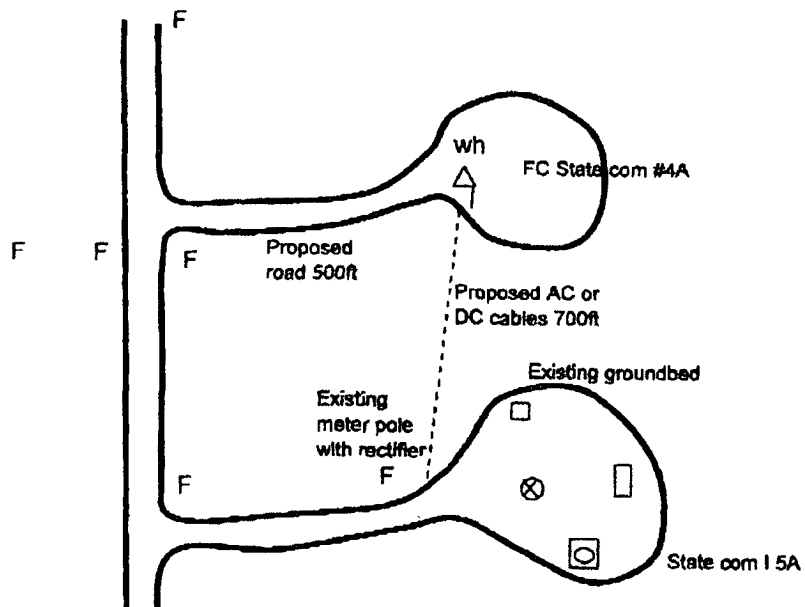 F
wh
FC State com #4A
F F F
Proposed
road 500ft
Proposed AC or
DC cables 700ft
Existing groundbed
Existing
meter pole
with rectifier
F F
State com I 5A